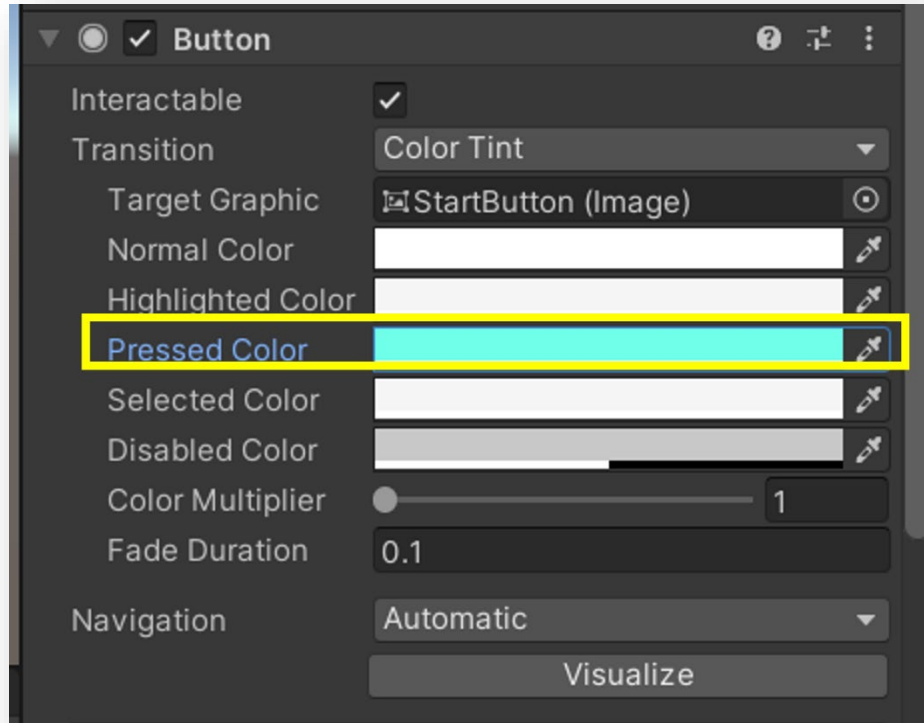 Button
Interactable
Transition Color Tint
Target Graphic StartButton (Image)
Normal Color
Highlighted Color
Pressed Color
Selected Color
Disabled Color
Color Multiplier 1
Fade Duration 0.1
Navigation Automatic
Visualize